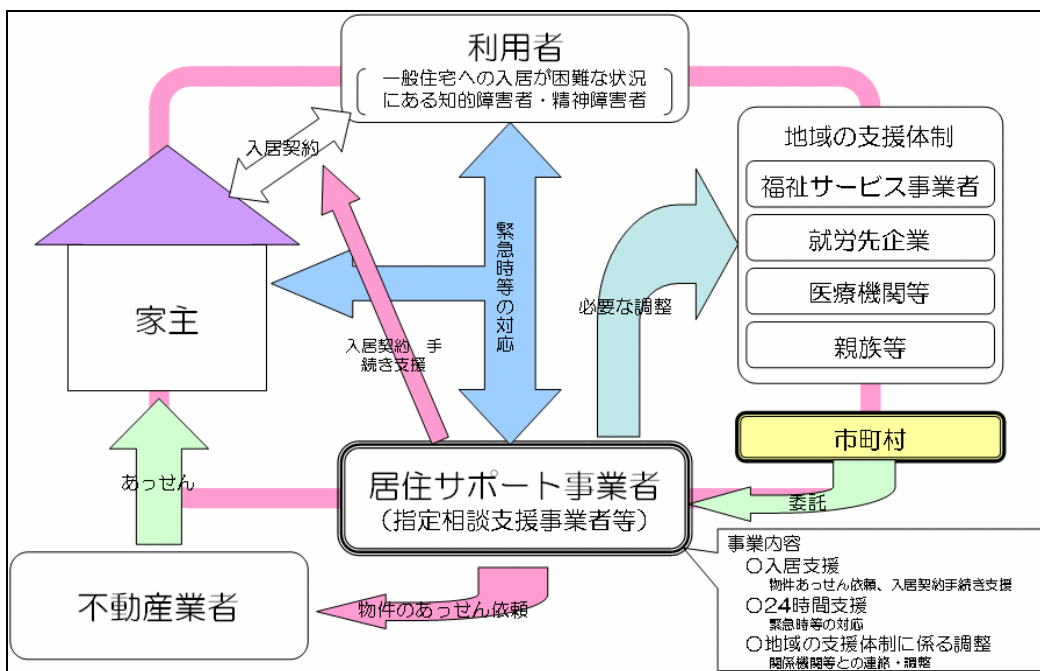 利用者
一般住宅への入居が困難な状況
にある知的障害者・精神障害者
入居契約
地域の支援体制
福祉サービス事業者
就労先企業
医療機関等
親族等
緊急時等の対応
必要な調整
家主
入居契約 手
続き支援
市町村
あっせん
居住サポート事業者
（指定相談支援事業者等）
委託
不動産業者
物件のあっせん依頼
事業内容
○入居支援
物件あっせん依頼、入居契約手続き支援
○24時間支援
緊急時等の対応
○地域の支援体制に係る調整
関係機関等との連絡・調整